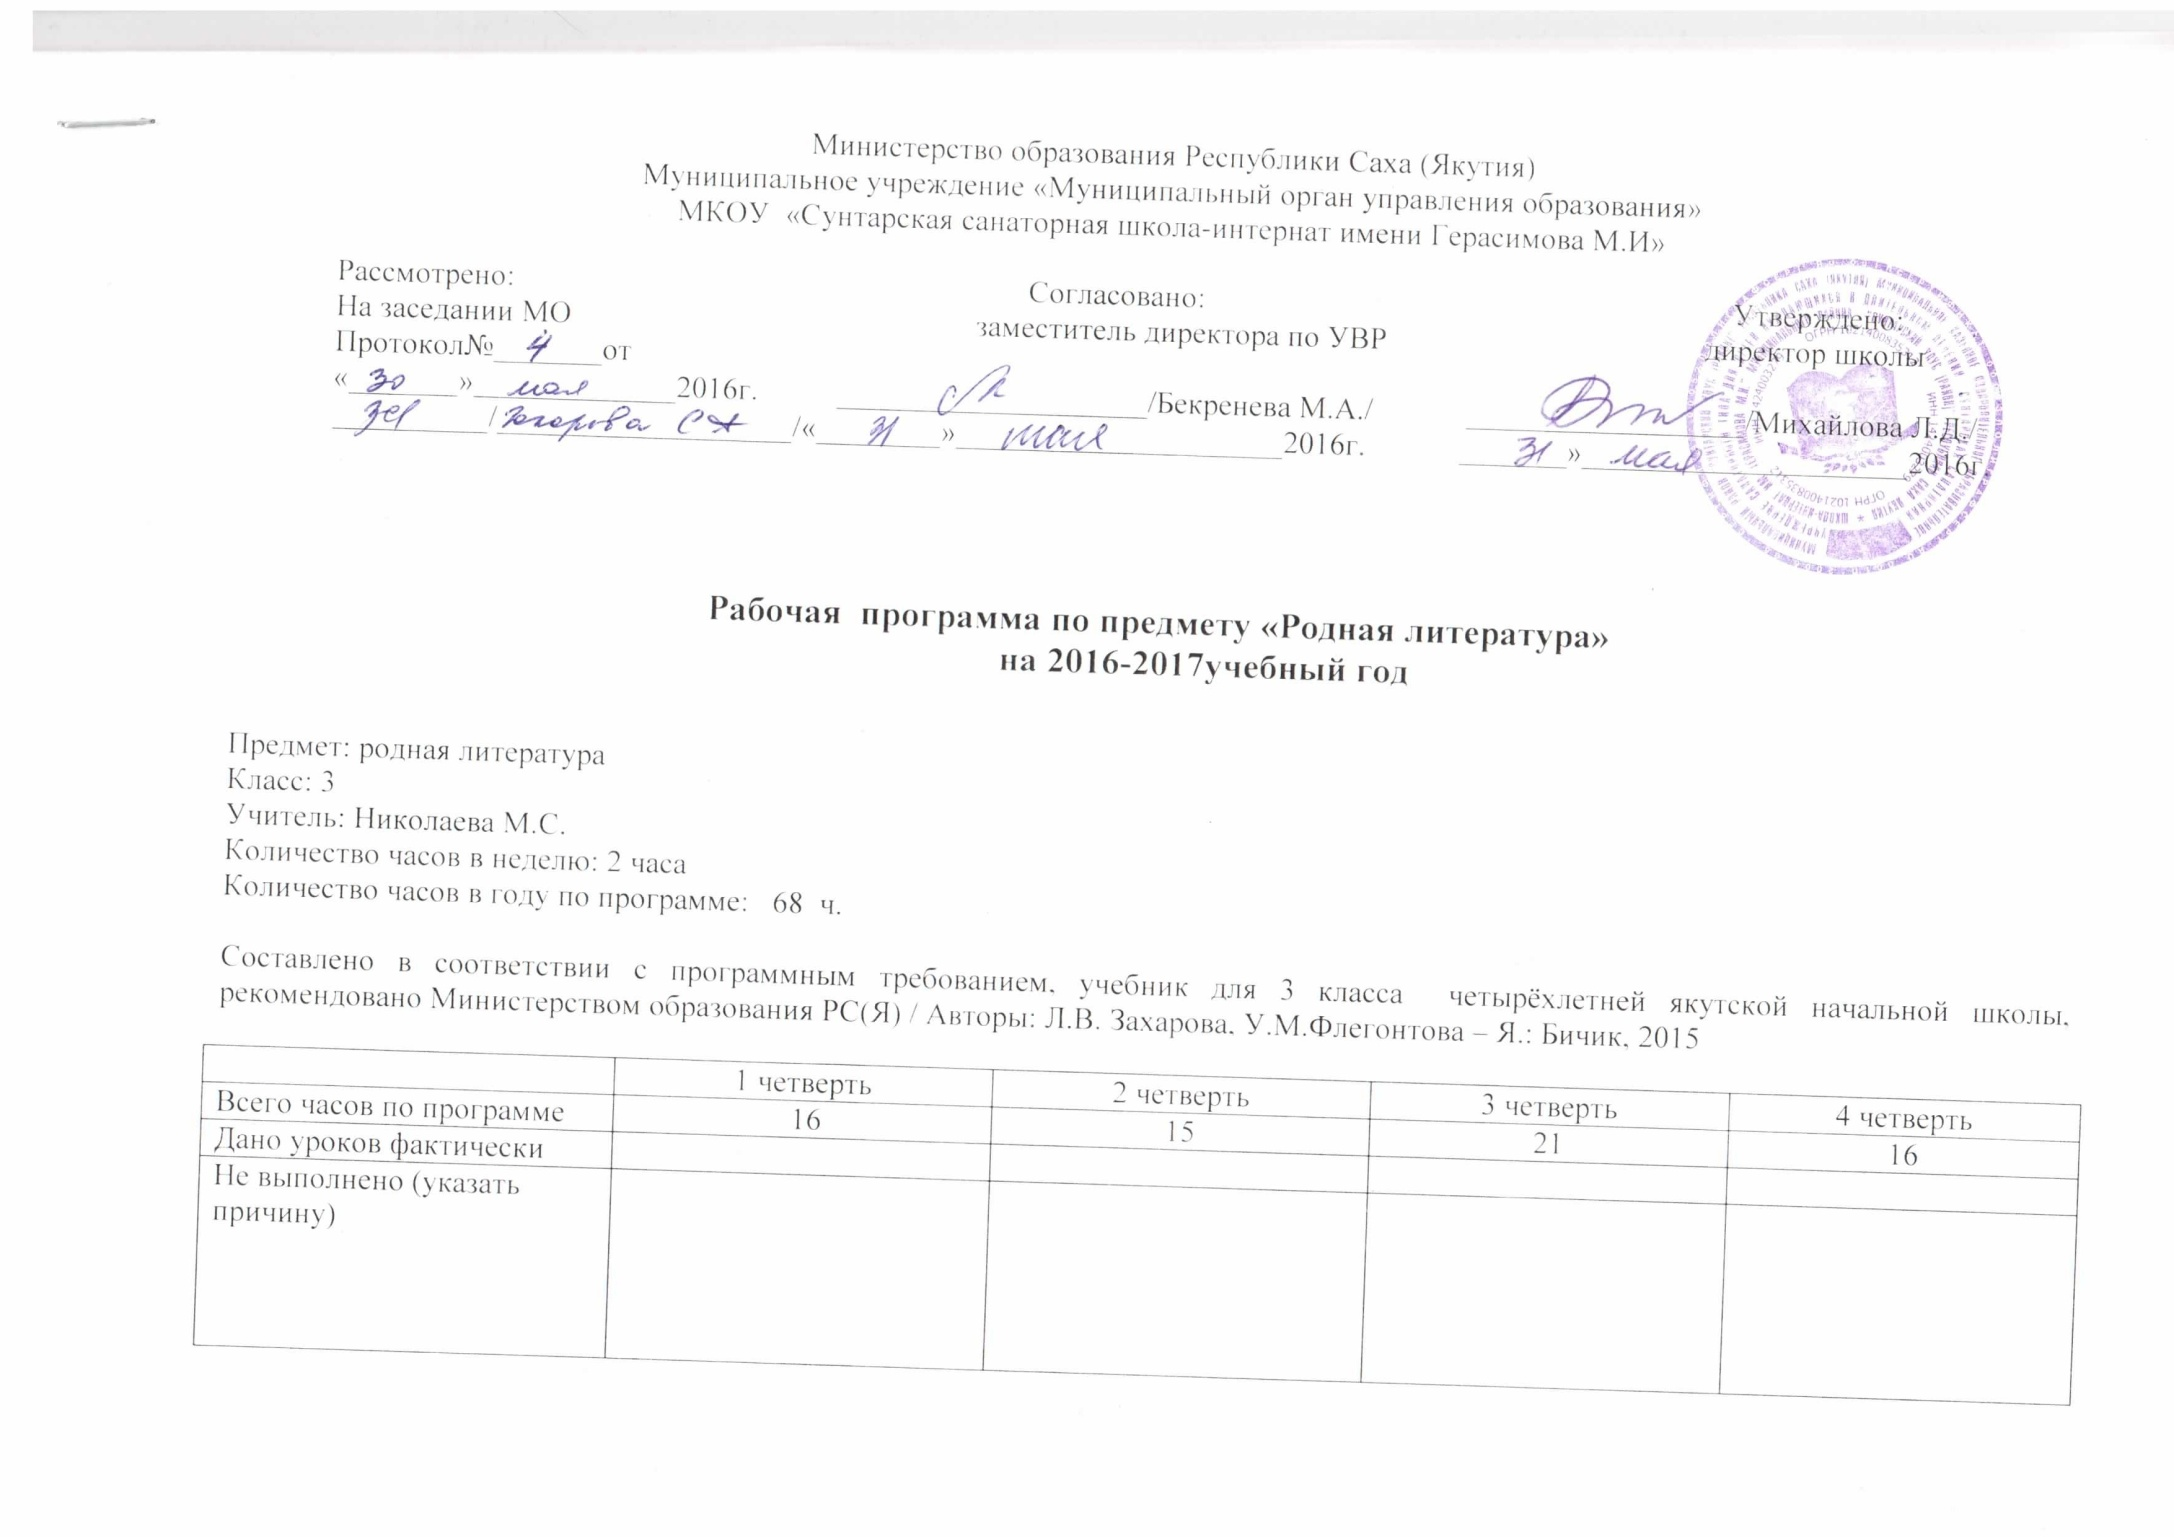 Министерство образования Республики Саха (Якутия)
Муниципальное учреждение «Муниципальный орган управления образования»
МКОУ «Сунтарская санаторная школа-интернат имени Герасимова М.И»
Рассмотрено:
На заседании МО
Протокол№ 4 от
« 30 » мая 2016г.
/ Захарова С А /
Согласовано:
заместитель директора по УВР
/Бекренева М.А./
« 31 » мая 2016г.
Утверждено:
директор школы
/Михайлова Л.Д./
31 » мая 2016г
Рабочая программа по предмету «Родная литература»
на 2016-2017учебный год
Предмет: родная литература
Класс: 3
Учитель: Николаева М.С.
Количество часов в неделю: 2 часа
Количество часов в году по программе: 68 ч.
Составлено в соответствии с программным требованием, учебник для 3 класса четырёхлетней якутской начальной школы,
рекомендовано Министерством образования РС(Я) / Авторы: Л.В. Захарова, У.М.Флегонтова – Я.: Бичик, 2015
1 четверть 2 четверть 3 четверть 4 четверть
Всего часов по программе 16 15 21 16
Дано уроков фактически
Не выполнено (указать
причину)